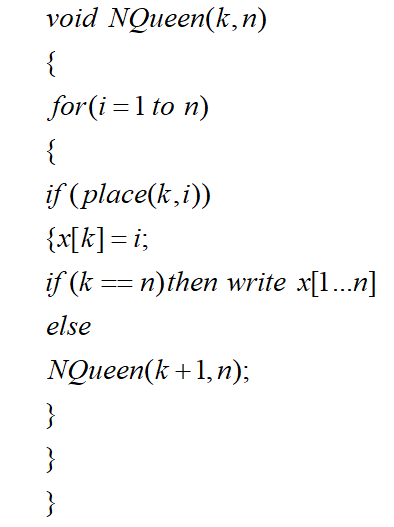 void NQueen(k,n)
{
for(i = 1 to n)
{
if (place(k,i))
{x[k] = i;
if (k == n)then write x[1...n]
else
NQueen(k + 1, n);
}
}
}